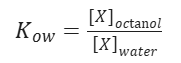 K_ow = [X]_octanol / [X]_water